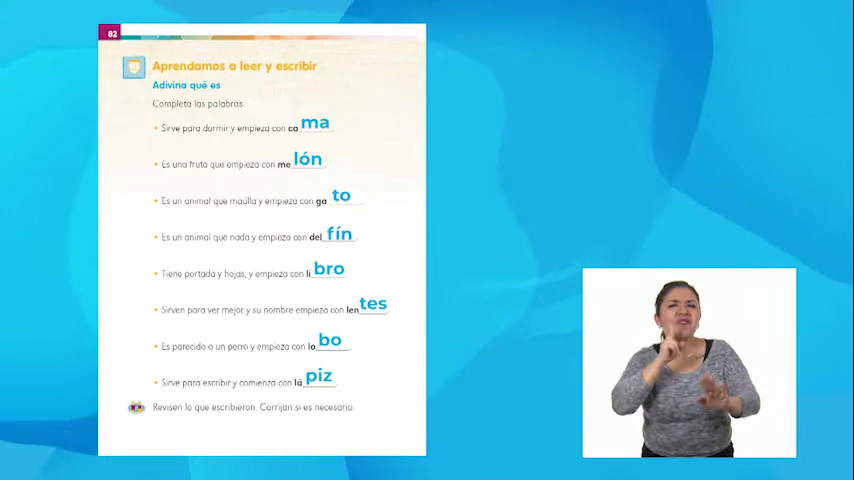 82
Aprendamos a leer y escribir
Adivina qué es
Completa las palabras.
• Sirve para dormir y empieza con ca ma
• Es una fruta que empieza con me lón
• Es un animal que maúlla y empieza con ga to
• Es un animal que nada y empieza con del fín
• Tiene portada y hojas, y empieza con li bro
• Sirven para ver mejor y su nombre empieza con len tes
• Es parecido a un perro y empieza con lo bo
• Sirve para escribir y comienza con lá piz
Revisen lo que escribieron. Corrijan si es necesario.